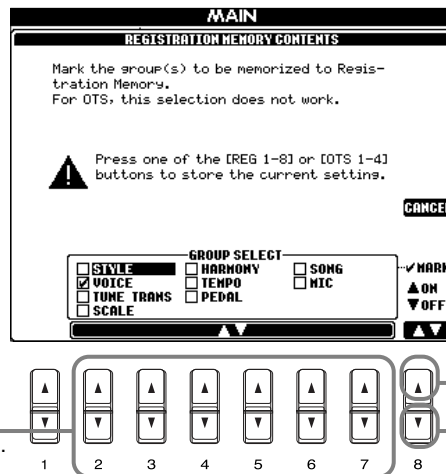 MAIN
REGISTRATION MEMORY CONTENTS
Mark the group(s) to be memorized to Regis-
tration Memory.
For OTS, this selection does not work.
Press one of the [REG 1-8] or [OTS 1-4]
buttons to store the current setting.
CANCEL
GROUP SELECT
STYLE HARMONY SONG
VOICE TEMPO MIC
TUNE TRANS PEDAL
SCALE
MARK
▲ON
▼OFF
▲▼ ▲▼
1 2 3 4 5 6 7 8